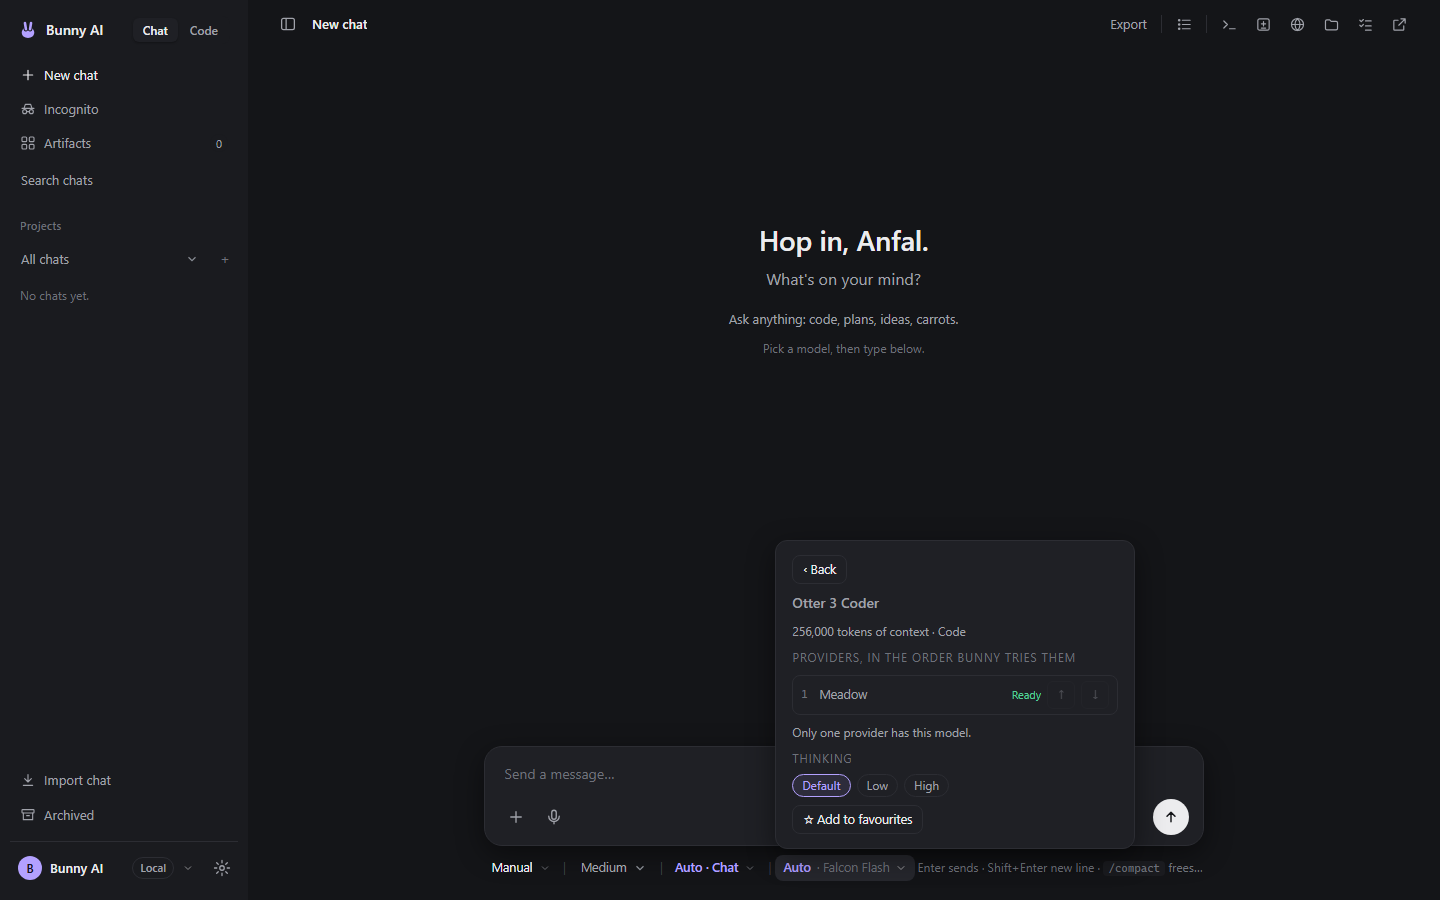 Bunny AI
Chat
Code
New chat
Incognito
Artifacts
0
Search chats
Projects
All chats
+
No chats yet.
Import chat
Archived
B
Bunny AI
Local
New chat
Export
Hop in, Anfal.
What's on your mind?
Ask anything: code, plans, ideas, carrots.
Pick a model, then type below.
‹ Back
Otter 3 Coder
256,000 tokens of context · Code
PROVIDERS, IN THE ORDER BUNNY TRIES THEM
1 Meadow Ready ↑ ↓
Only one provider has this model.
THINKING
Default Low High
☆ Add to favourites
Send a message...
Manual
Medium
Auto · Chat
Auto · Falcon Flash
Enter sends · Shift+Enter new line · /compact frees...